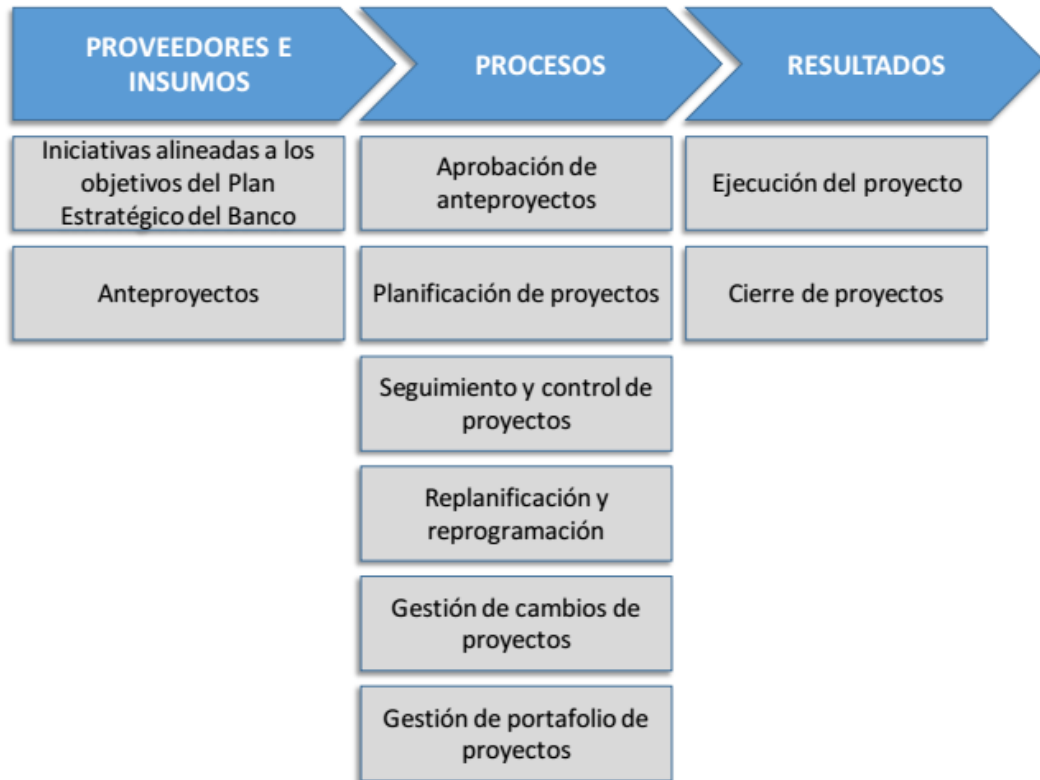 PROVEEDORES E
INSUMOS
PROCESOS
RESULTADOS
Iniciativas alineadas a los
objetivos del Plan
Estratégico del Banco
Aprobación de
anteproyectos
Ejecución del proyecto
Anteproyectos
Planificación de proyectos
Cierre de proyectos
Seguimiento y control de
proyectos
Replanificación y
reprogramación
Gestión de cambios de
proyectos
Gestión de portafolio de
proyectos